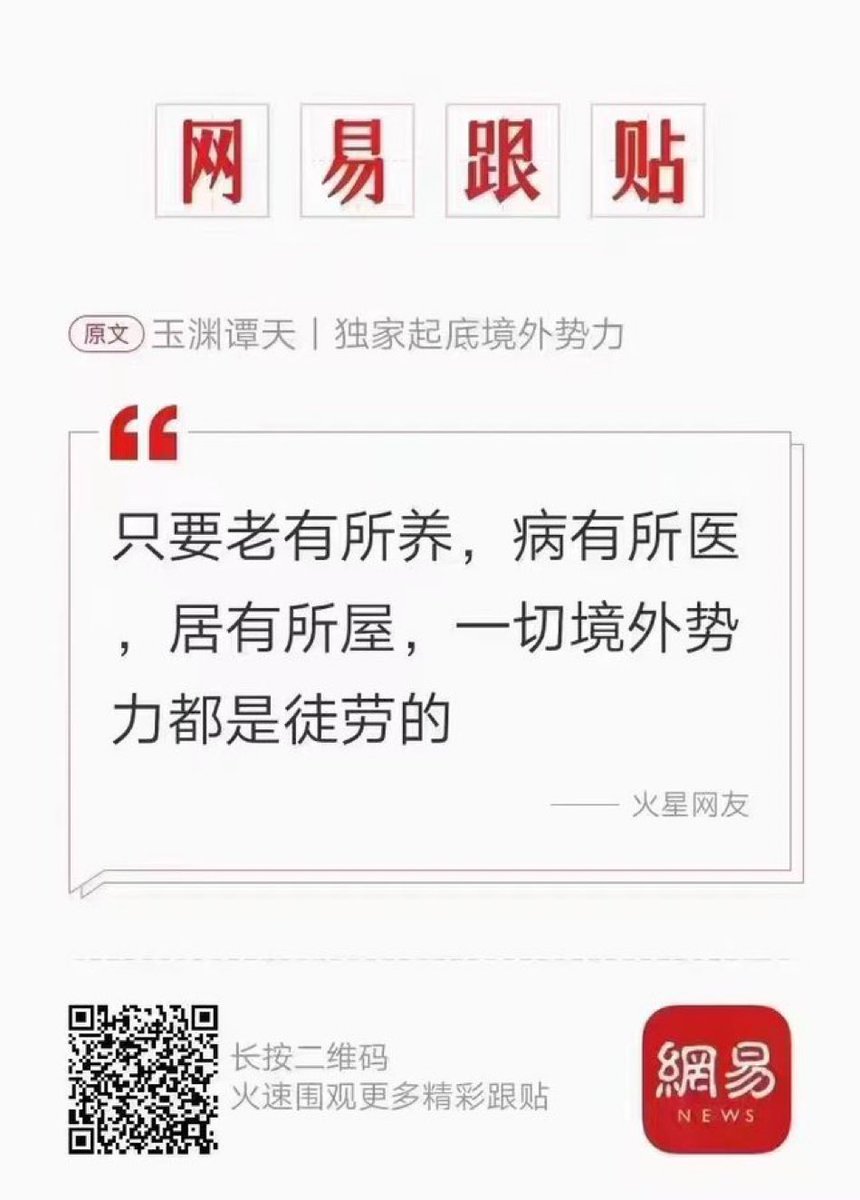 网易跟贴
原文 玉渊谭天丨独家起底境外势力
只要老有所养，病有所医
，居有所屋，一切境外势
力都是徒劳的
—— 火星网友
长按二维码
火速围观更多精彩跟贴
網易
NEWS